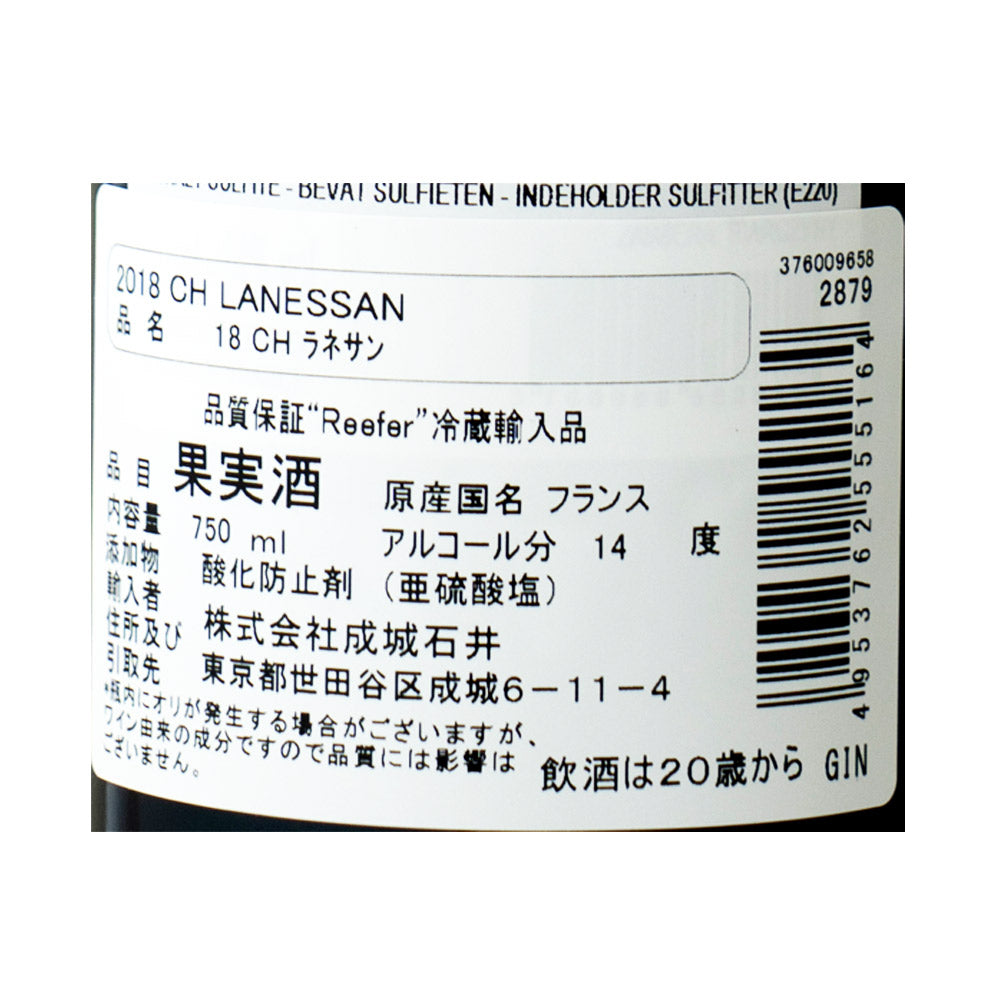 SULFITE - BEVAT SULFIETEN - INDEHOLDER SULFITTER (E220)
376009658
2879
2018 CH LANESSAN
品名 18 CH ラネサン
品質保証“Reefer”冷蔵輸入品
品目 果実酒 原産国名 フランス
内容量 750 ml アルコール分 14 度
添加物 酸化防止剤 (亜硫酸塩)
輸入者 株式会社成城石井
住所及び
引取先 東京都世田谷区成城6-11-4
*瓶内にオリが発生する場合がございますが、
ワイン由来の成分ですので品質には影響は
ございません。
飲酒は20歳から GIN
4953762555164